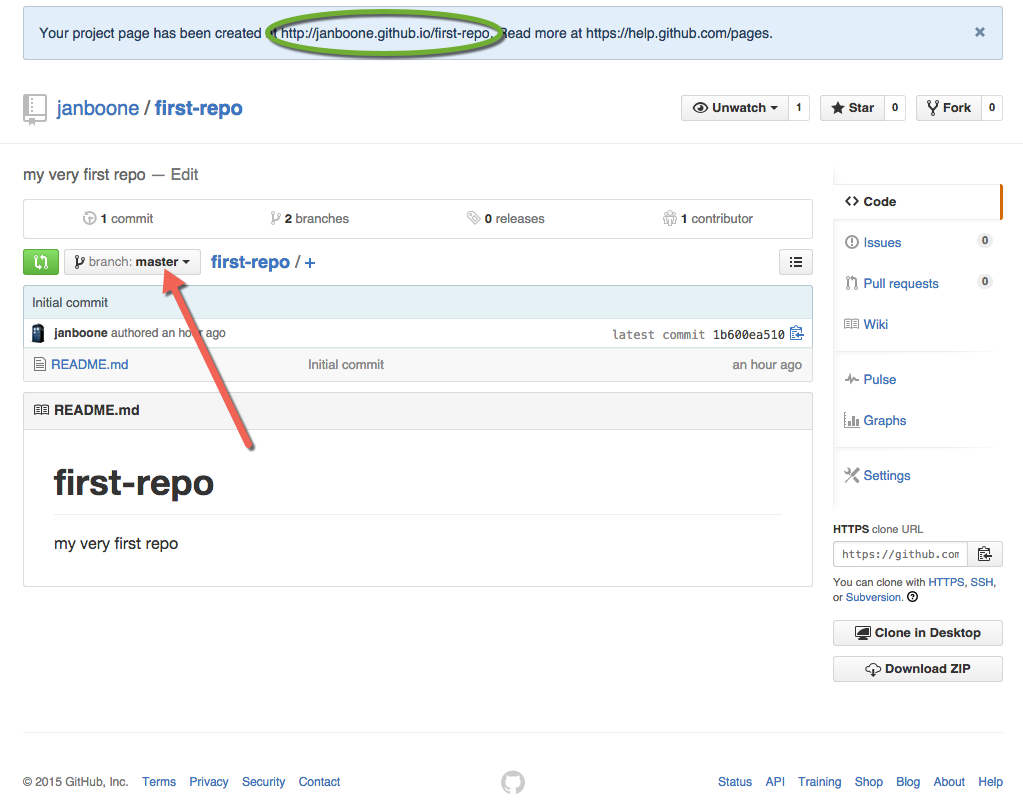 Your project page has been created at http://janboone.github.io/first-repo. Read more at https://help.github.com/pages.
janboone / first-repo
Unwatch 1 Star 0 Fork 0
my very first repo — Edit
1 commit 2 branches 0 releases 1 contributor
branch: master first-repo / +
Initial commit
janboone authored an hour ago latest commit 1b600ea510
README.md Initial commit an hour ago
README.md
first-repo
my very first repo
Code
Issues 0
Pull requests 0
Wiki
Pulse
Graphs
Settings
HTTPS clone URL
https://github.com
You can clone with HTTPS, SSH,
or Subversion.
Clone in Desktop
Download ZIP
© 2015 GitHub, Inc. Terms Privacy Security Contact Status API Training Shop Blog About Help